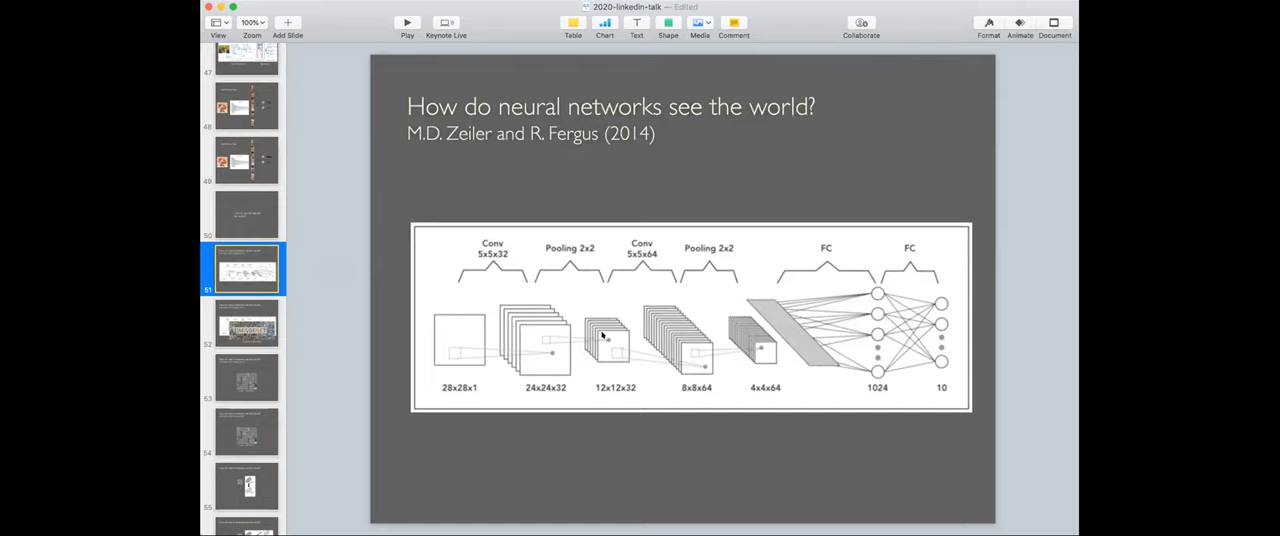 2020-linkedin-talk — Edited
100%
9
View
Zoom
Add Slide
Play
Keynote Live
Table
Chart
Text
Shape
Media
Comment
Collaborate
Format
Animate
Document
47
48
49
50
51
52
53
54
55
How do neural networks see the world?
M.D. Zeiler and R. Fergus (2014)
Conv
5x5x32
Pooling 2x2
Conv
5x5x64
Pooling 2x2
FC
FC
28x28x1
24x24x32
12x12x32
8x8x64
4x4x64
1024
10